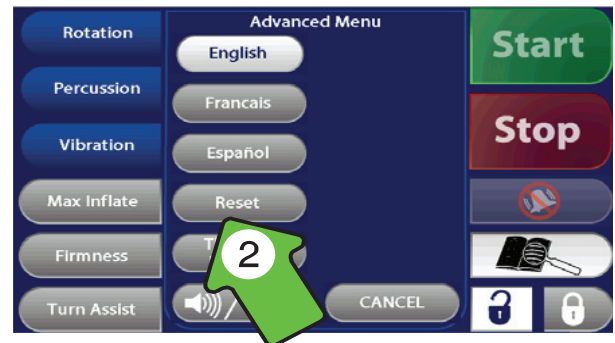 Rotation
Percussion
Vibration
Max Inflate
Firmness
Turn Assist
Advanced Menu
English
Francais
Español
Reset
2
CANCEL
Start
Stop